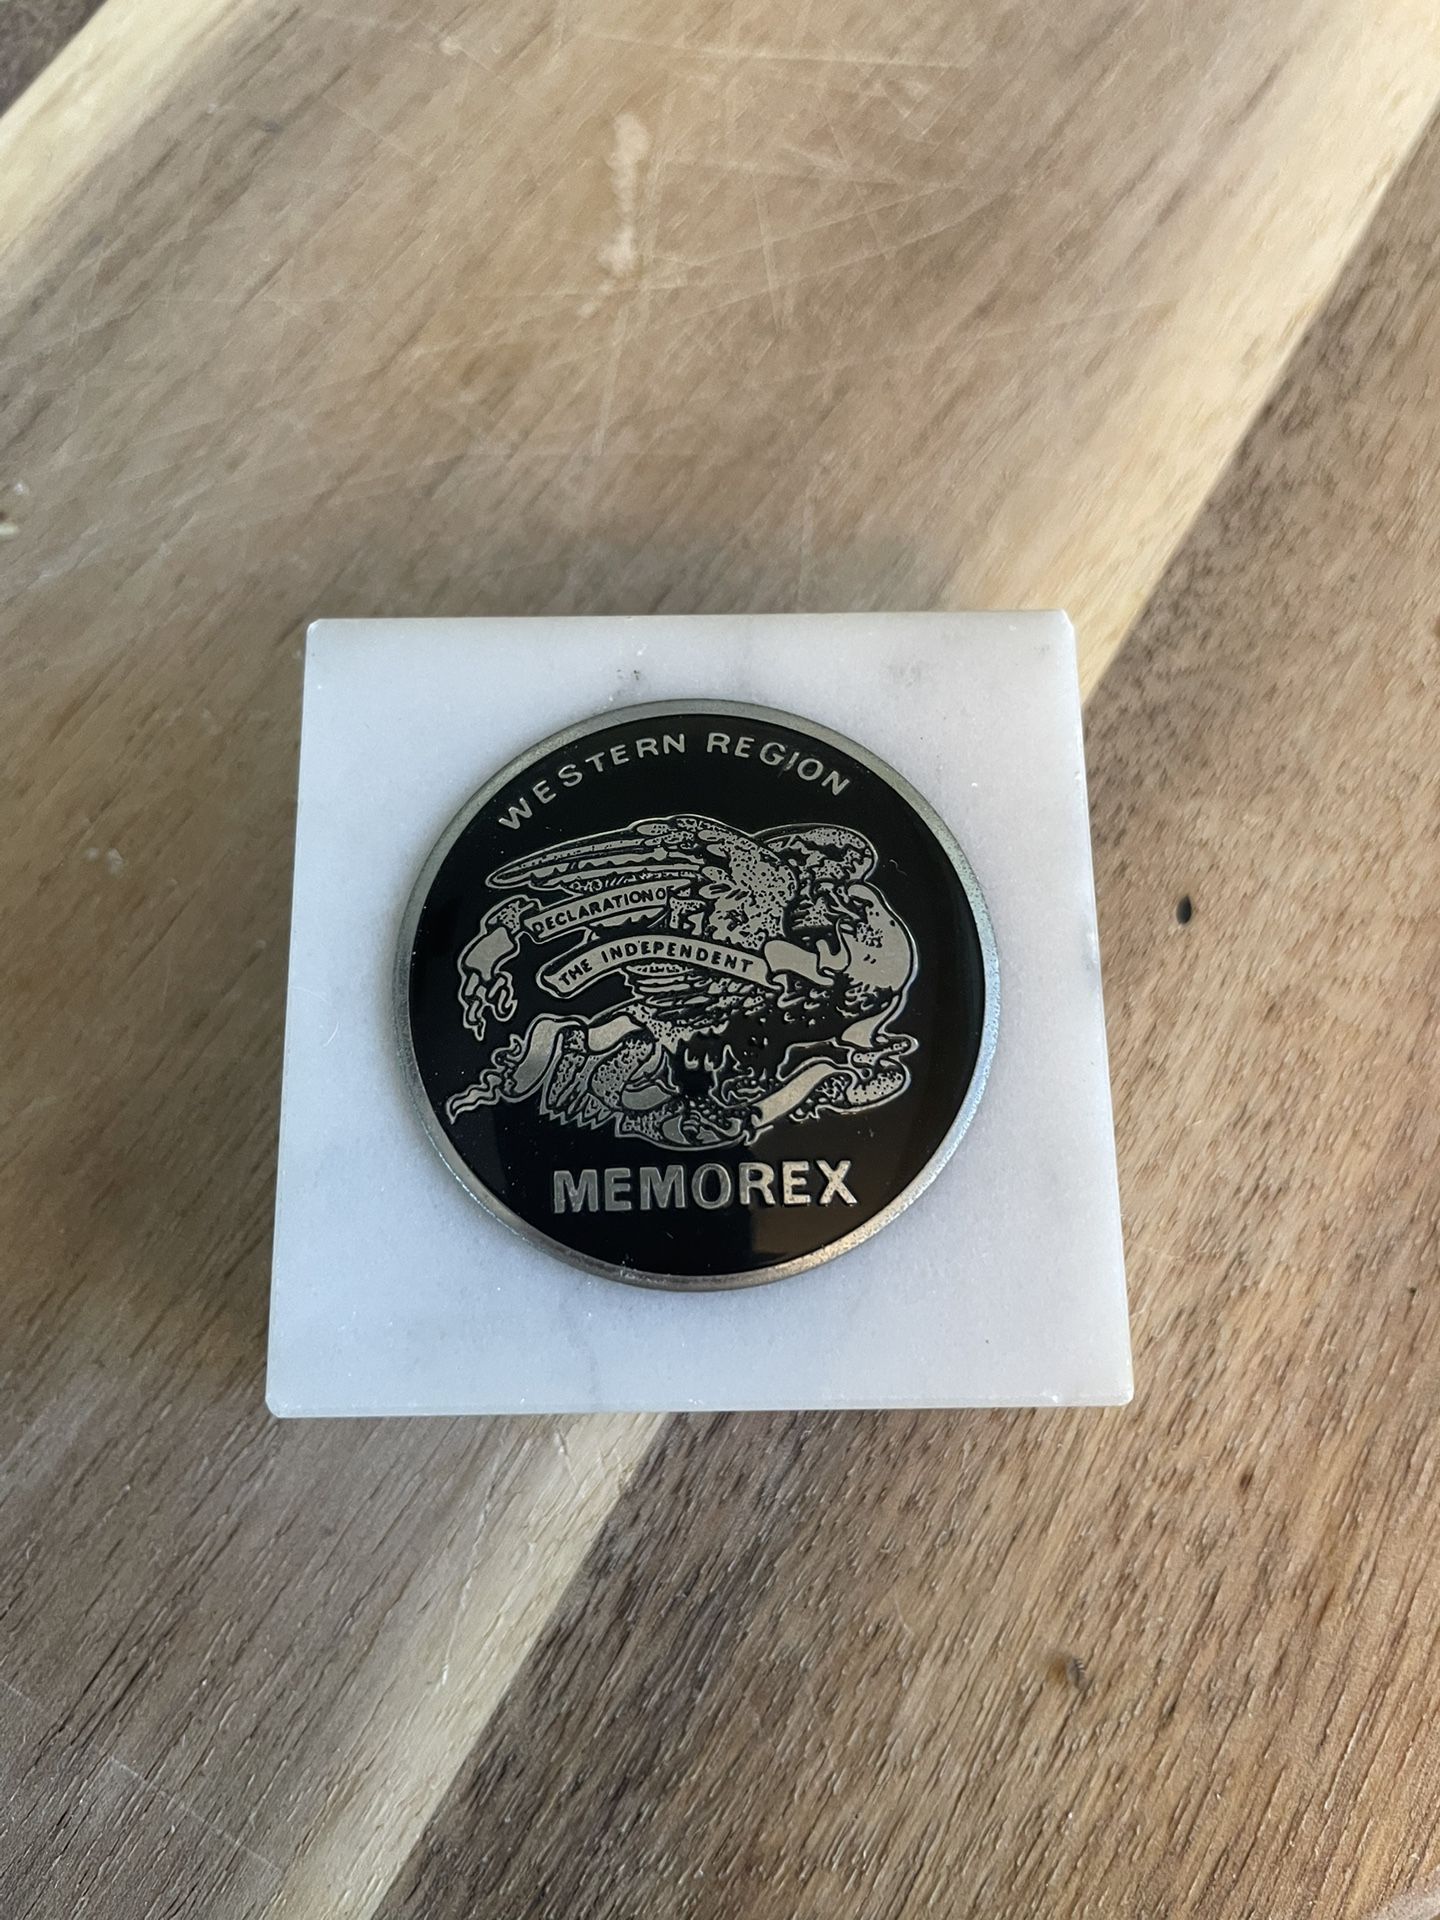 WESTERN REGION
DECLARATION OF
THE INDEPENDENT
MEMOREX